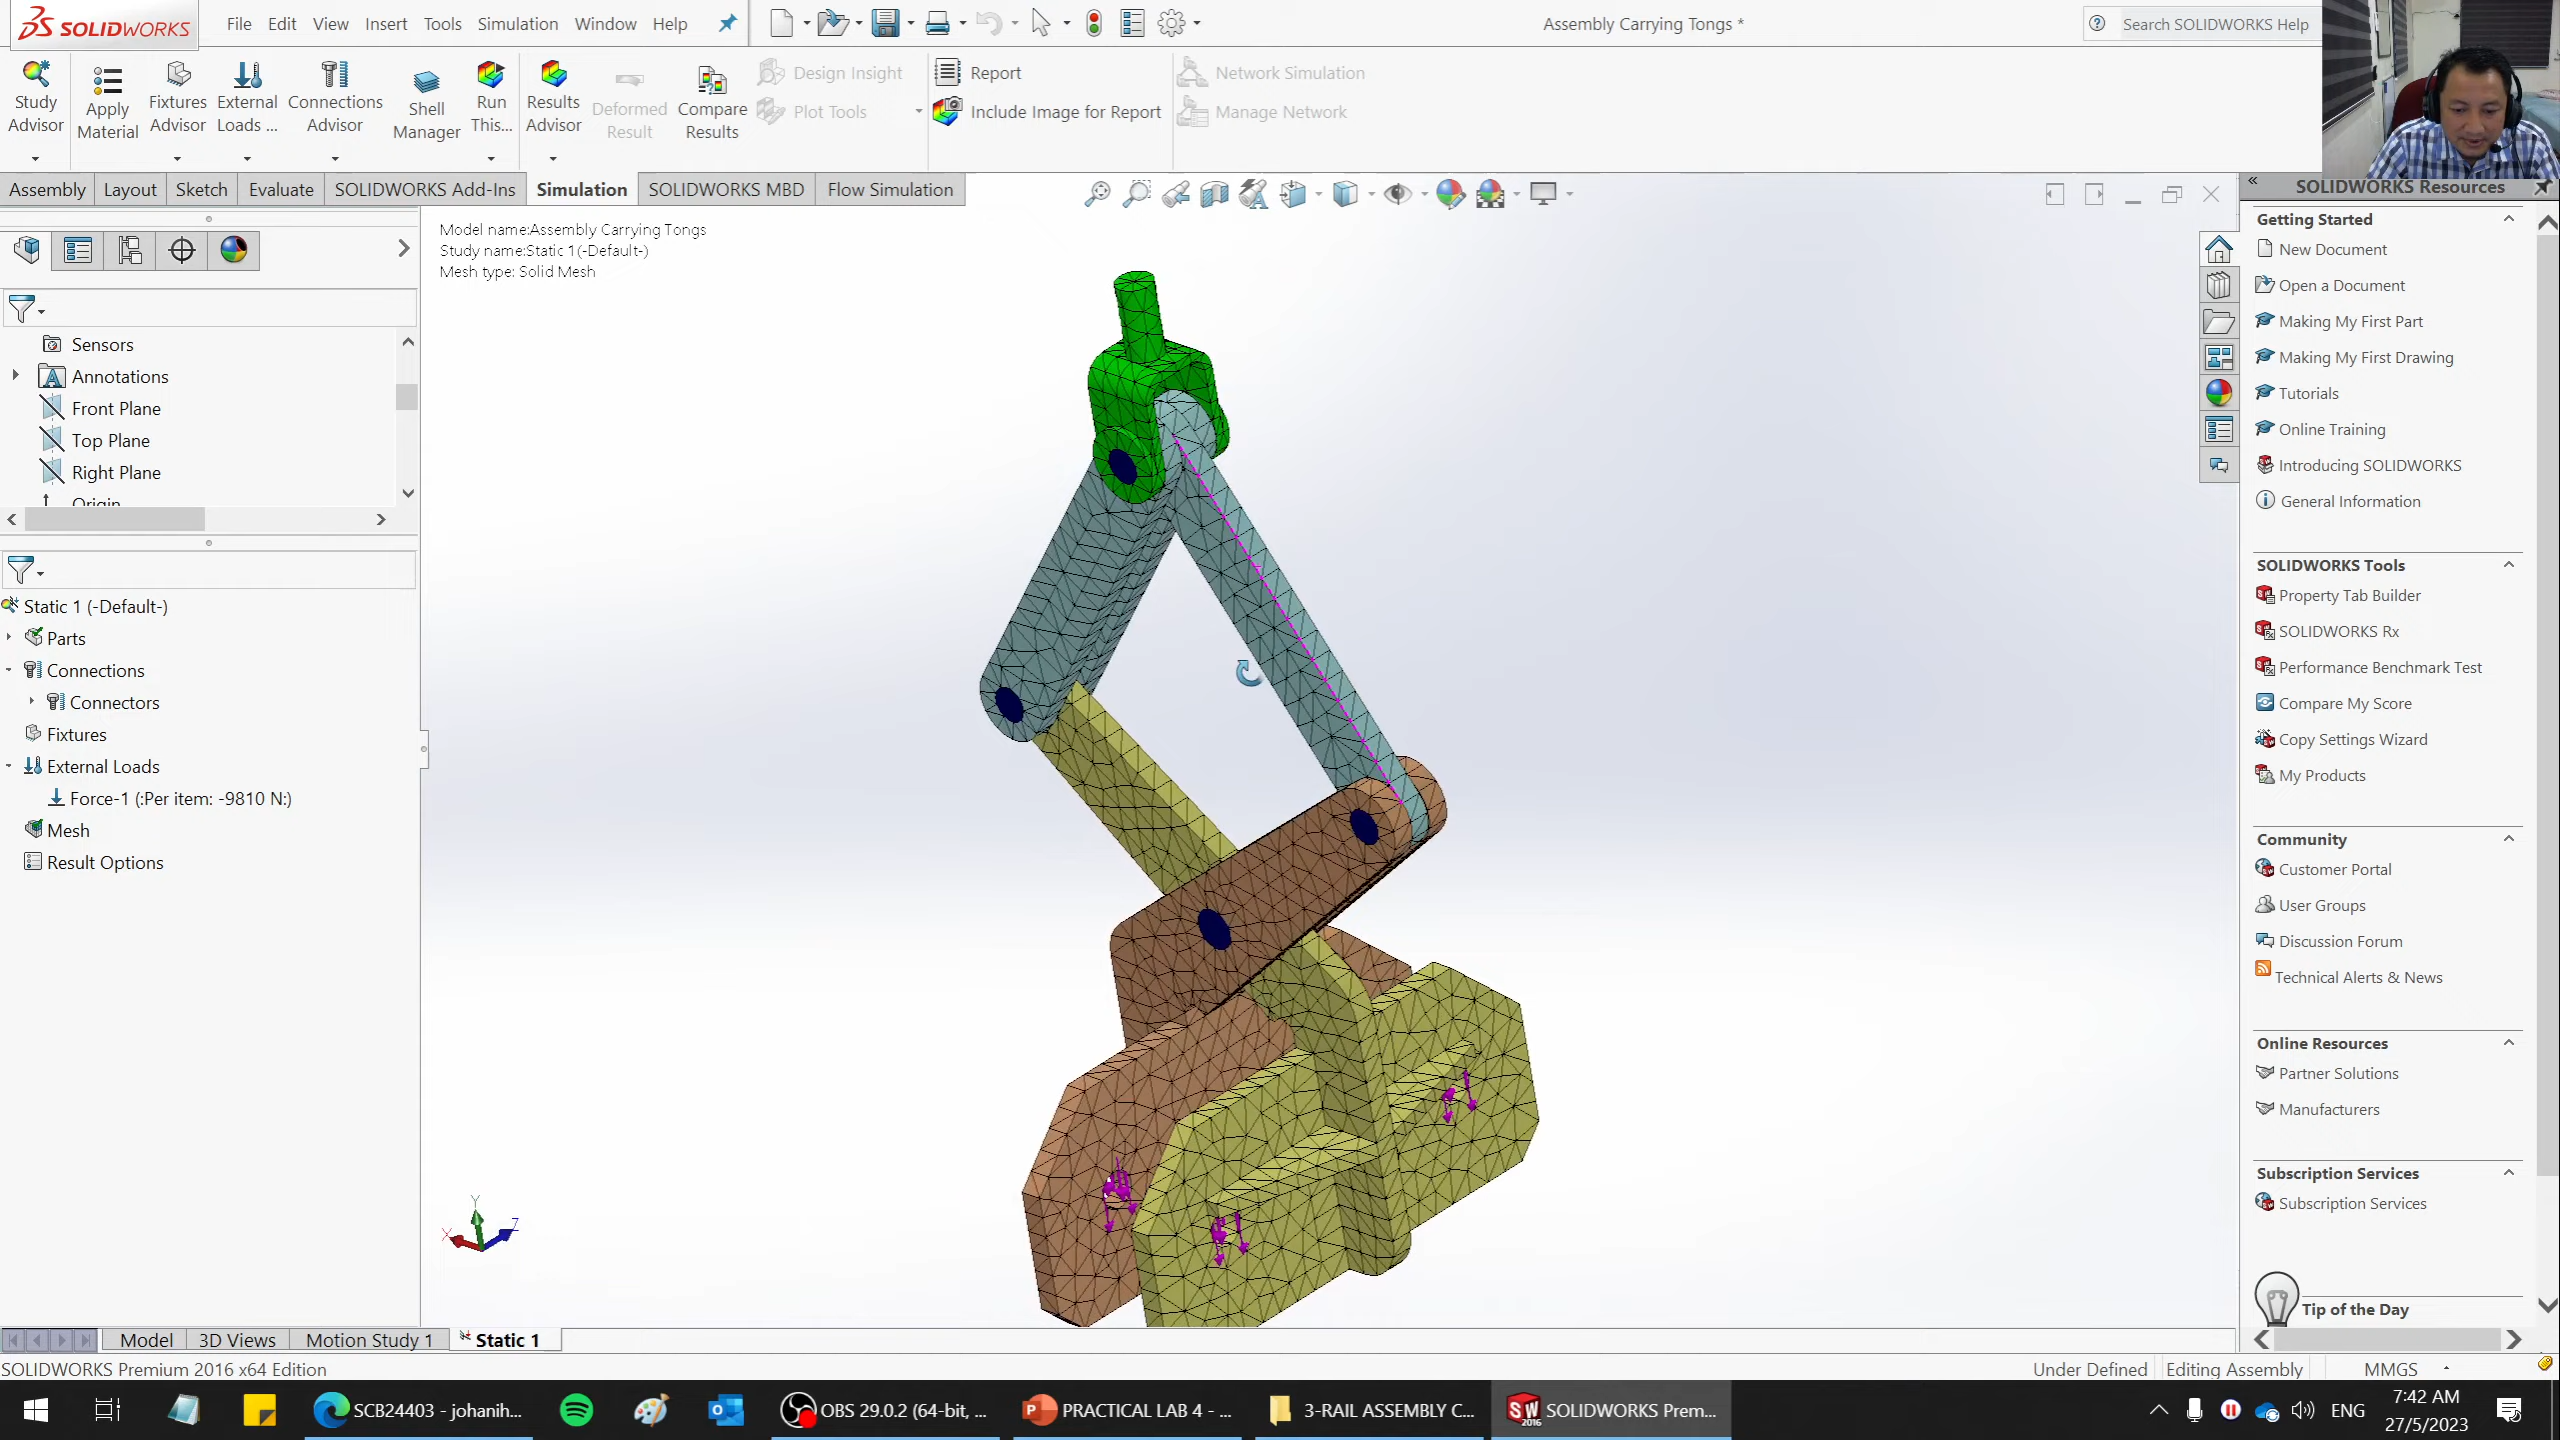 SOLIDWORKS
File Edit View Insert Tools Simulation Window Help
Assembly Carrying Tongs *
Search SOLIDWORKS Help
Study Advisor
Apply Material
Fixtures Advisor
External Loads ...
Connections Advisor
Shell Manager
Run This...
Results Advisor
Deformed Result
Compare Results
Design Insight
Plot Tools
Report
Include Image for Report
Network Simulation
Manage Network
Assembly Layout Sketch Evaluate SOLIDWORKS Add-Ins Simulation SOLIDWORKS MBD Flow Simulation
Model name:Assembly Carrying Tongs
Study name:Static 1(-Default-)
Mesh type: Solid Mesh
Sensors
Annotations
Front Plane
Top Plane
Right Plane
Origin
Static 1 (-Default-)
Parts
Connections
Connectors
Fixtures
External Loads
Force-1 (:Per item: -9810 N:)
Mesh
Result Options
Y
X
Z
SOLIDWORKS Resources
Getting Started
New Document
Open a Document
Making My First Part
Making My First Drawing
Tutorials
Online Training
Introducing SOLIDWORKS
General Information
SOLIDWORKS Tools
Property Tab Builder
SOLIDWORKS Rx
Performance Benchmark Test
Compare My Score
Copy Settings Wizard
My Products
Community
Customer Portal
User Groups
Discussion Forum
Technical Alerts & News
Online Resources
Partner Solutions
Manufacturers
Subscription Services
Subscription Services
Tip of the Day
Model 3D Views Motion Study 1 Static 1
SOLIDWORKS Premium 2016 x64 Edition
Under Defined Editing Assembly MMGS
SCB24403 - johanih...
OBS 29.0.2 (64-bit, ...
PRACTICAL LAB 4 - ...
3-RAIL ASSEMBLY C...
SOLIDWORKS Prem...
ENG
7:42 AM
27/5/2023